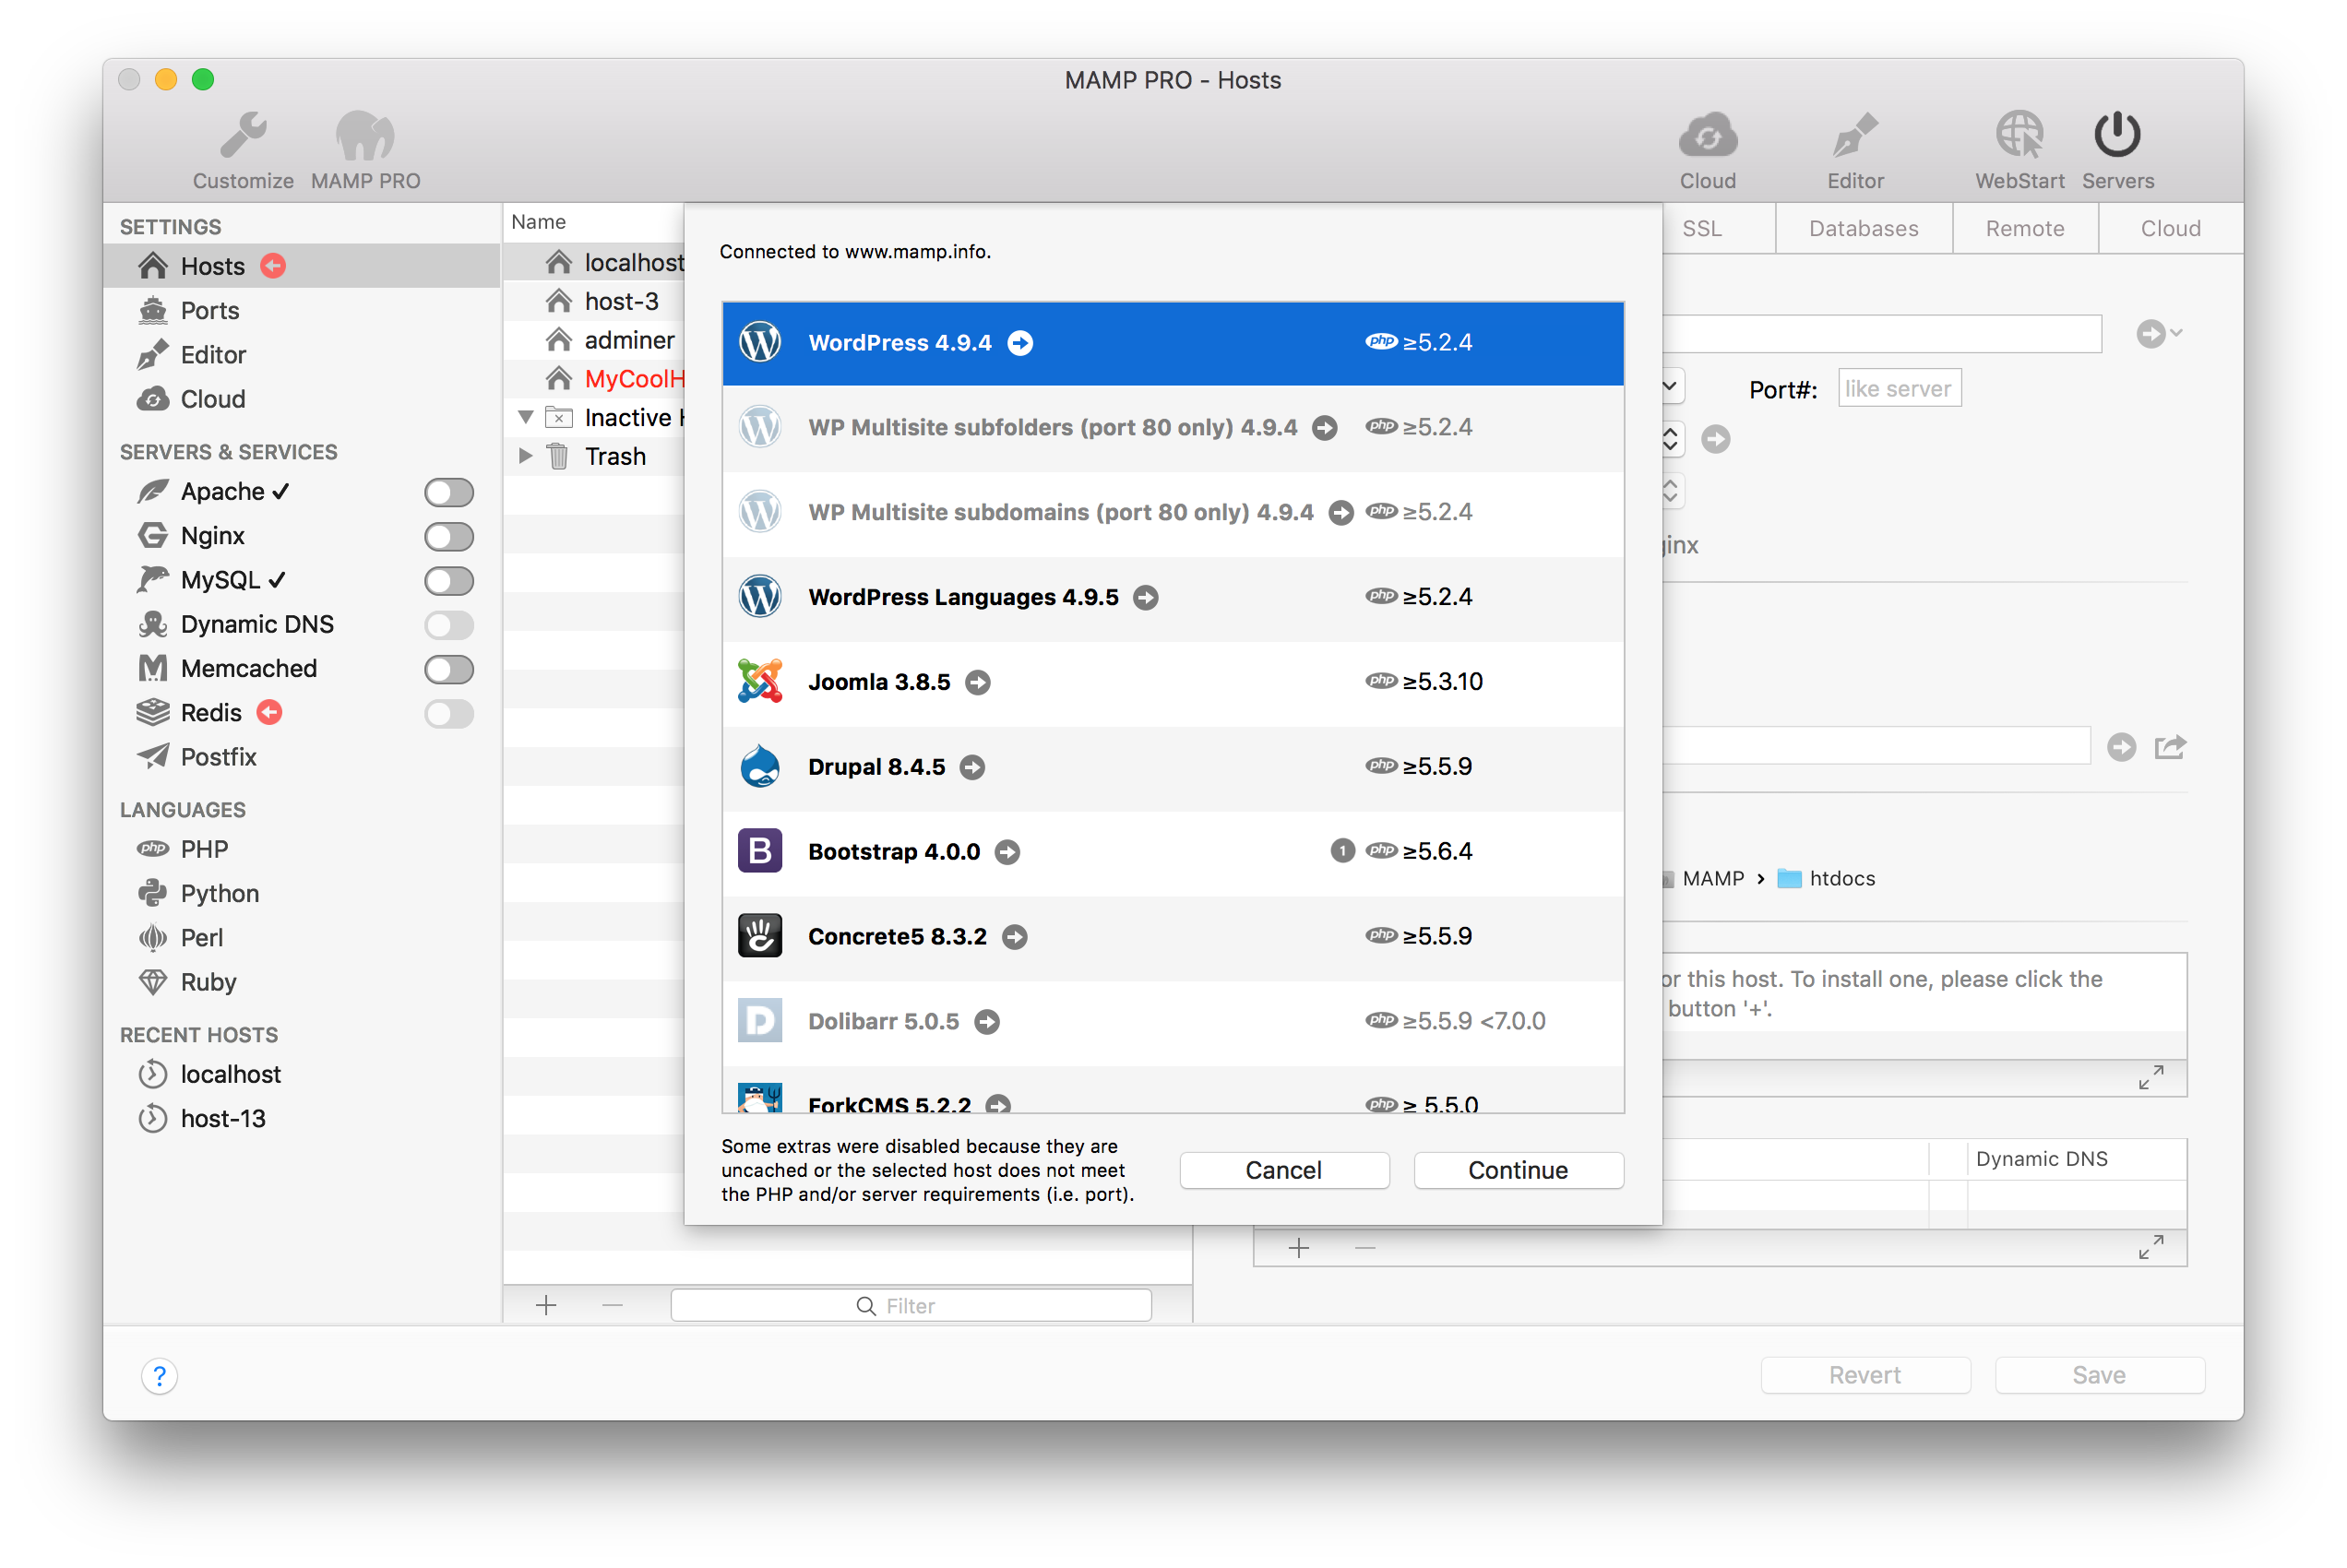 MAMP PRO - Hosts
Customize
MAMP PRO
Cloud
Editor
WebStart
Servers
SETTINGS
Hosts
Ports
Editor
Cloud
SERVERS & SERVICES
Apache ✓
Nginx
MySQL ✓
Dynamic DNS
Memcached
Redis
Postfix
LANGUAGES
php PHP
Python
Perl
Ruby
RECENT HOSTS
localhost
host-13
Name
localhost
host-3
adminer
MyCoolH
Inactive
Trash
Filter
Connected to www.mamp.info.
WordPress 4.9.4 php ≥5.2.4
WP Multisite subfolders (port 80 only) 4.9.4 php ≥5.2.4
WP Multisite subdomains (port 80 only) 4.9.4 php ≥5.2.4
WordPress Languages 4.9.5 php ≥5.2.4
Joomla 3.8.5 php ≥5.3.10
Drupal 8.4.5 php ≥5.5.9
B Bootstrap 4.0.0 1 php ≥5.6.4
Concrete5 8.3.2 php ≥5.5.9
D Dolibarr 5.0.5 php ≥5.5.9 <7.0.0
ForkCMS 5.2.2 php ≥ 5.5.0
Some extras were disabled because they are
uncached or the selected host does not meet
the PHP and/or server requirements (i.e. port).
Cancel
Continue
SSL
Databases
Remote
Cloud
Port#:
like server
ginx
MAMP › htdocs
or this host. To install one, please click the
button '+'.
Dynamic DNS
?
Revert
Save